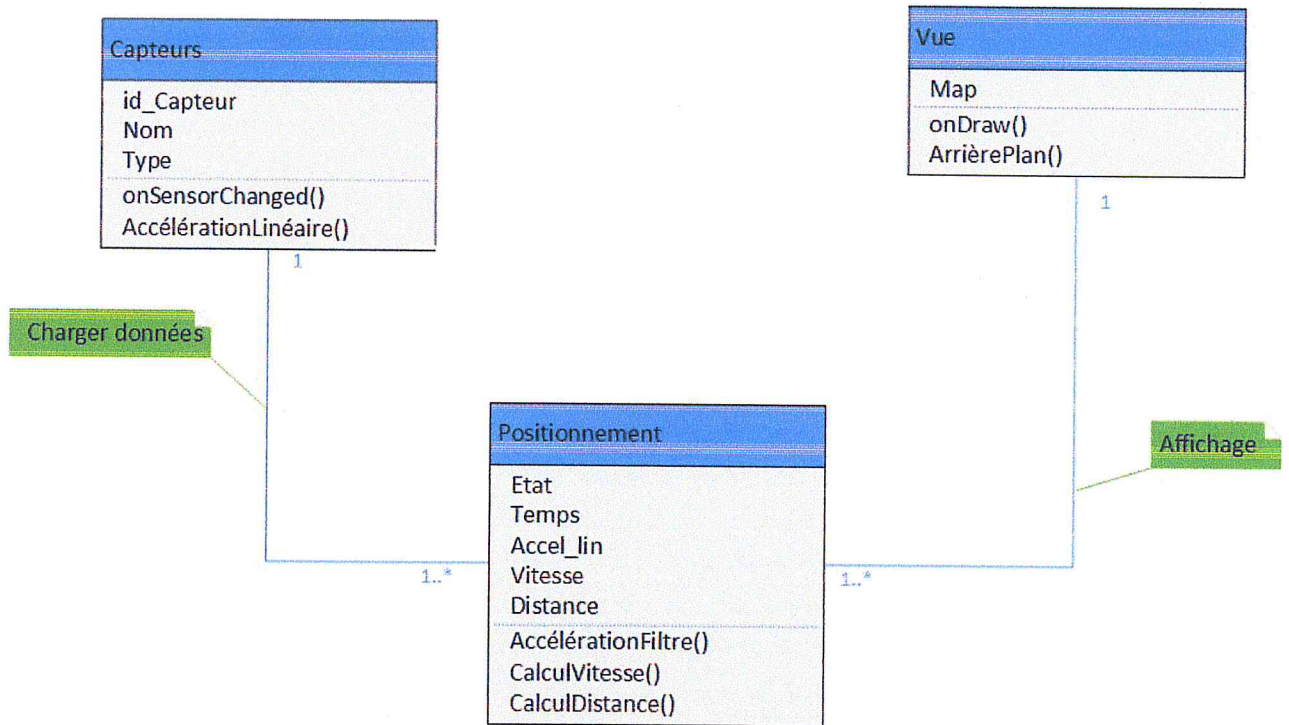 Capteurs
id_Capteur
Nom
Type
onSensorChanged()
AccélérationLinéaire()
1
Vue
Map
onDraw()
ArrièrePlan()
1
Charger données
Affichage
Positionnement
Etat
Temps
Accel_lin
Vitesse
Distance
AccélérationFiltre()
CalculVitesse()
CalculDistance()
1..*
1..*